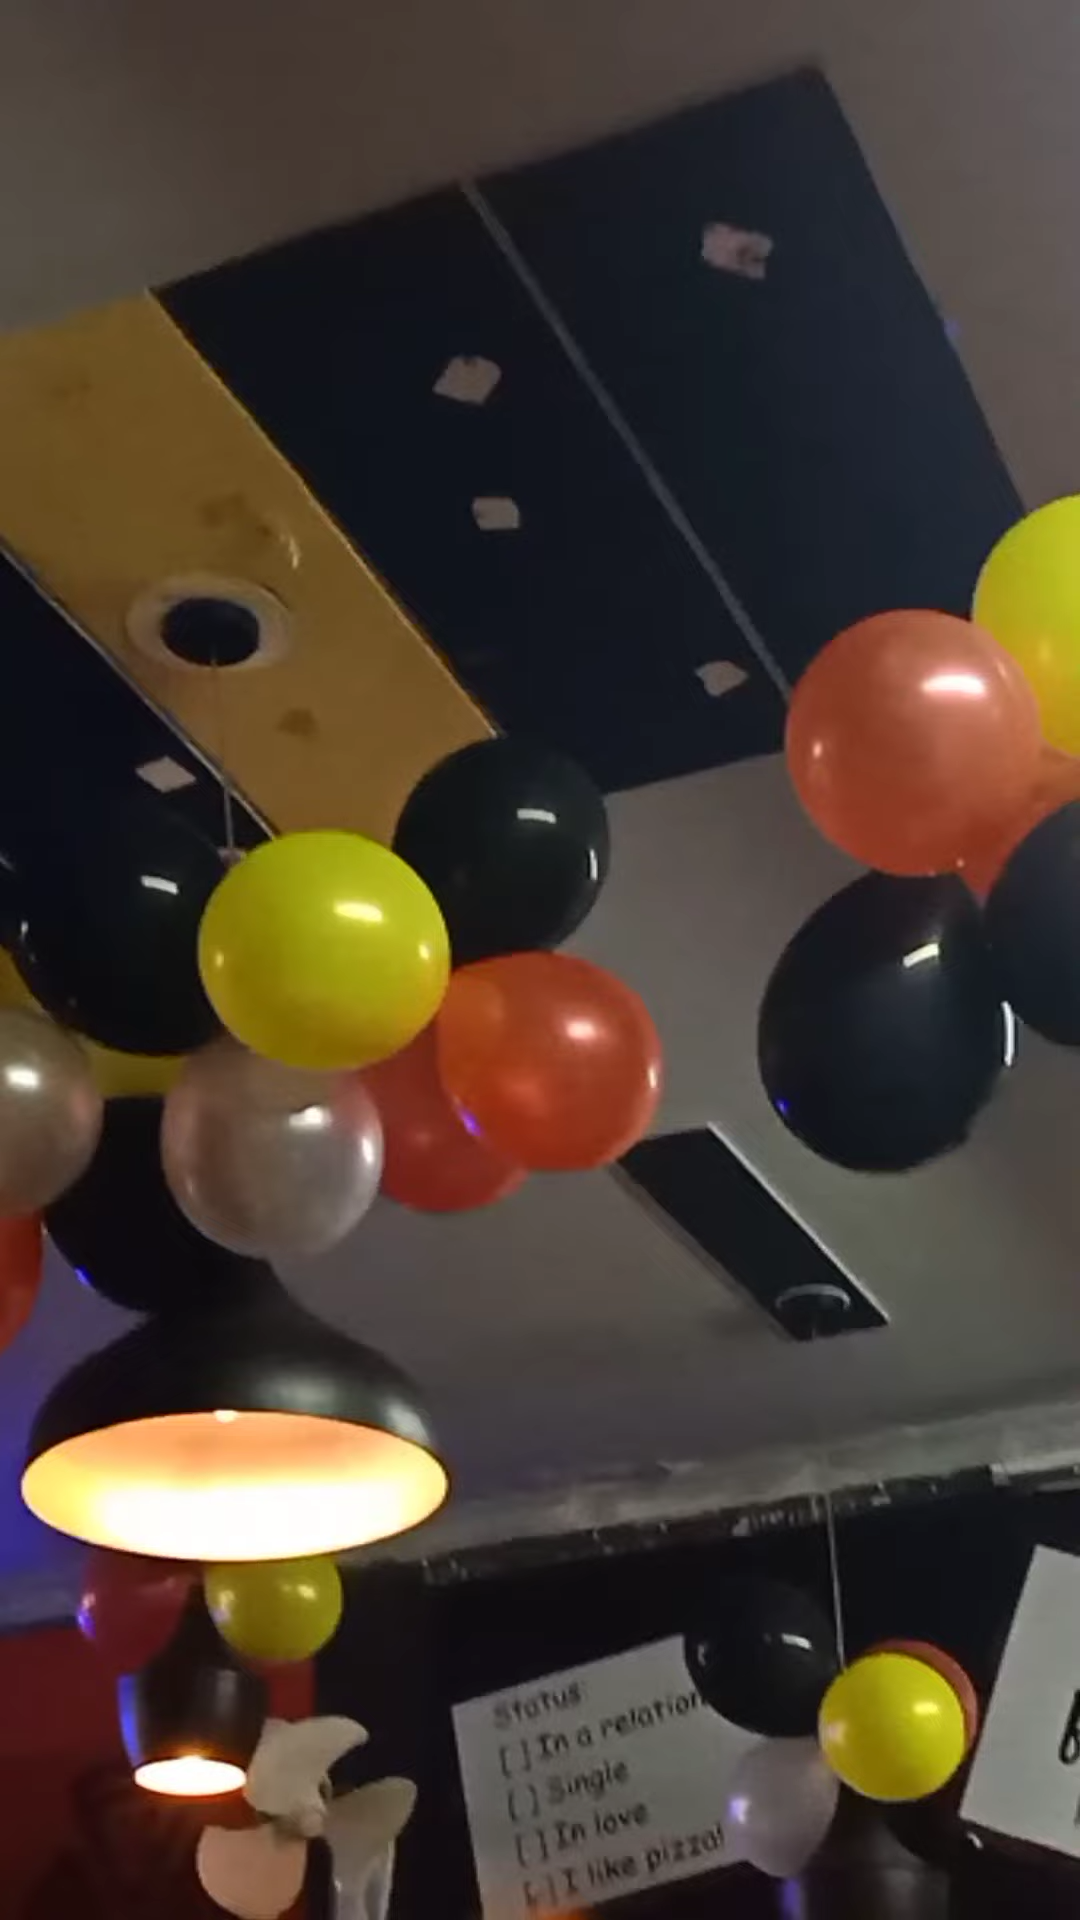 Status:
[ ] In a relation
[ ] Single
[ ] In love
[ ] I like pizza!